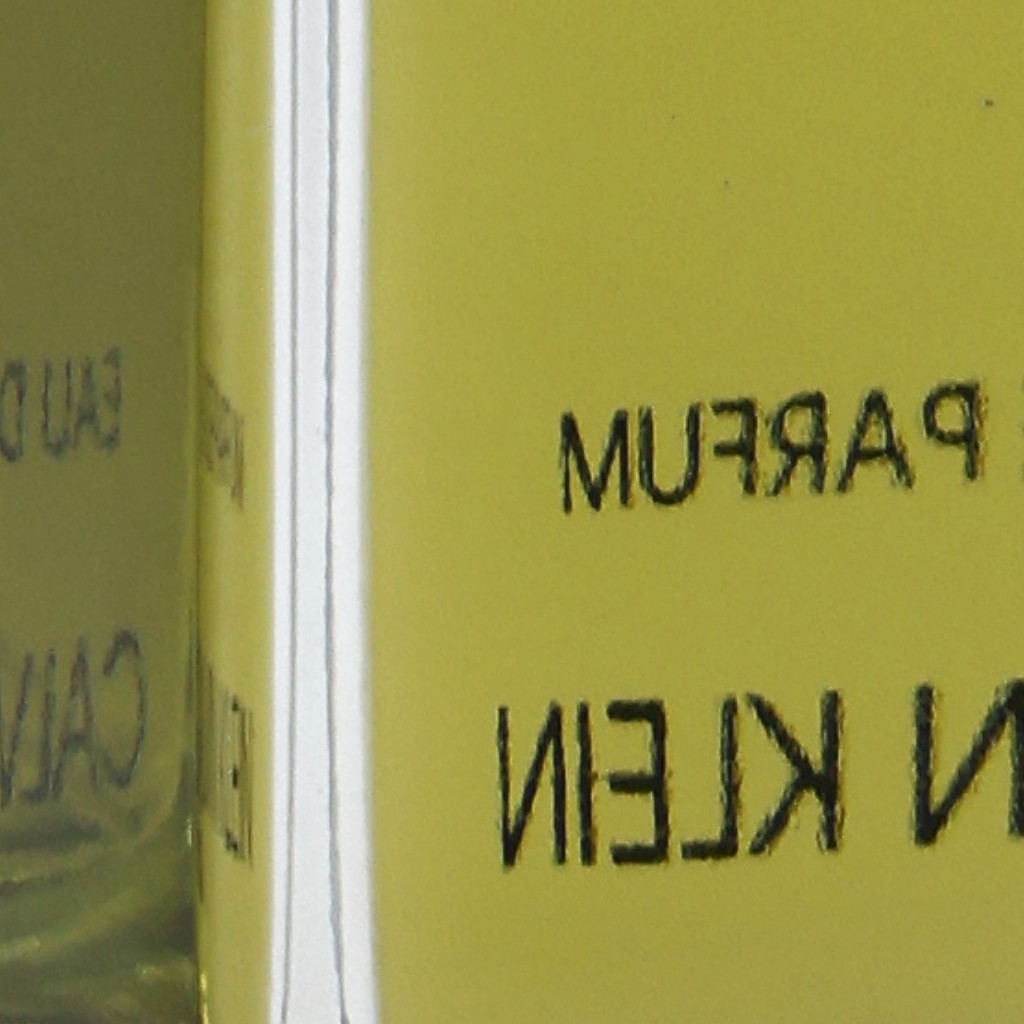 EAU D
PARFUM
CALV
N KLEIN